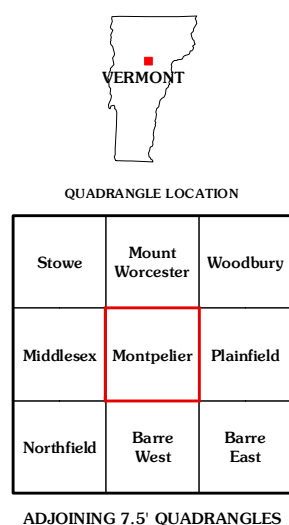 VERMONT
QUADRANGLE LOCATION
Stowe
Mount
Worcester
Woodbury
Middlesex
Montpelier
Plainfield
Northfield
Barre
West
Barre
East
ADJOINING 7.5' QUADRANGLES